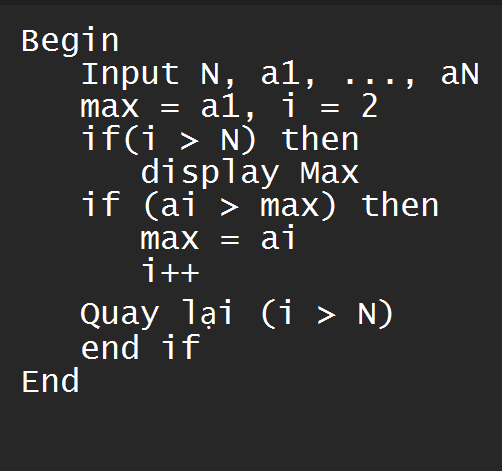 Begin
Input N, a1, ..., aN
max = a1, i = 2
if(i > N) then
display Max
if (ai > max) then
max = ai
i++
Quay lại (i > N)
end if
End